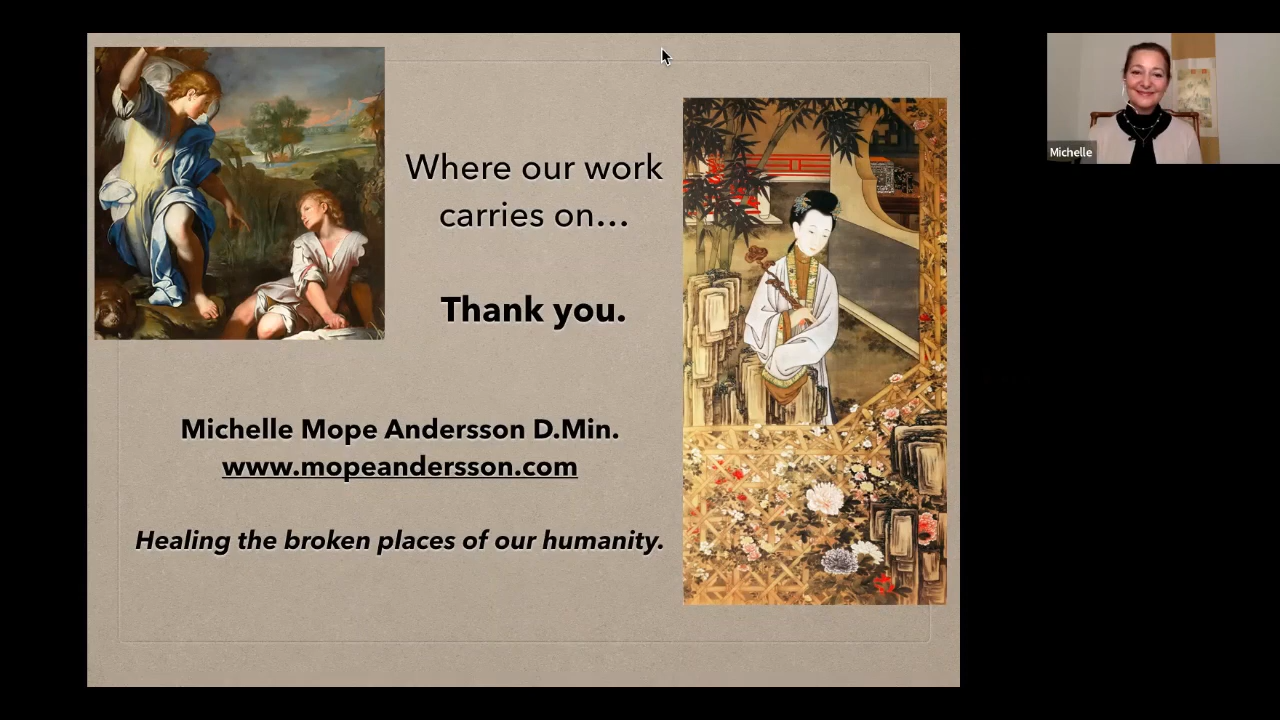 Where our work
carries on...
Thank you.
Michelle Mope Andersson D.Min.
www.mopeandersson.com
Healing the broken places of our humanity.
Michelle